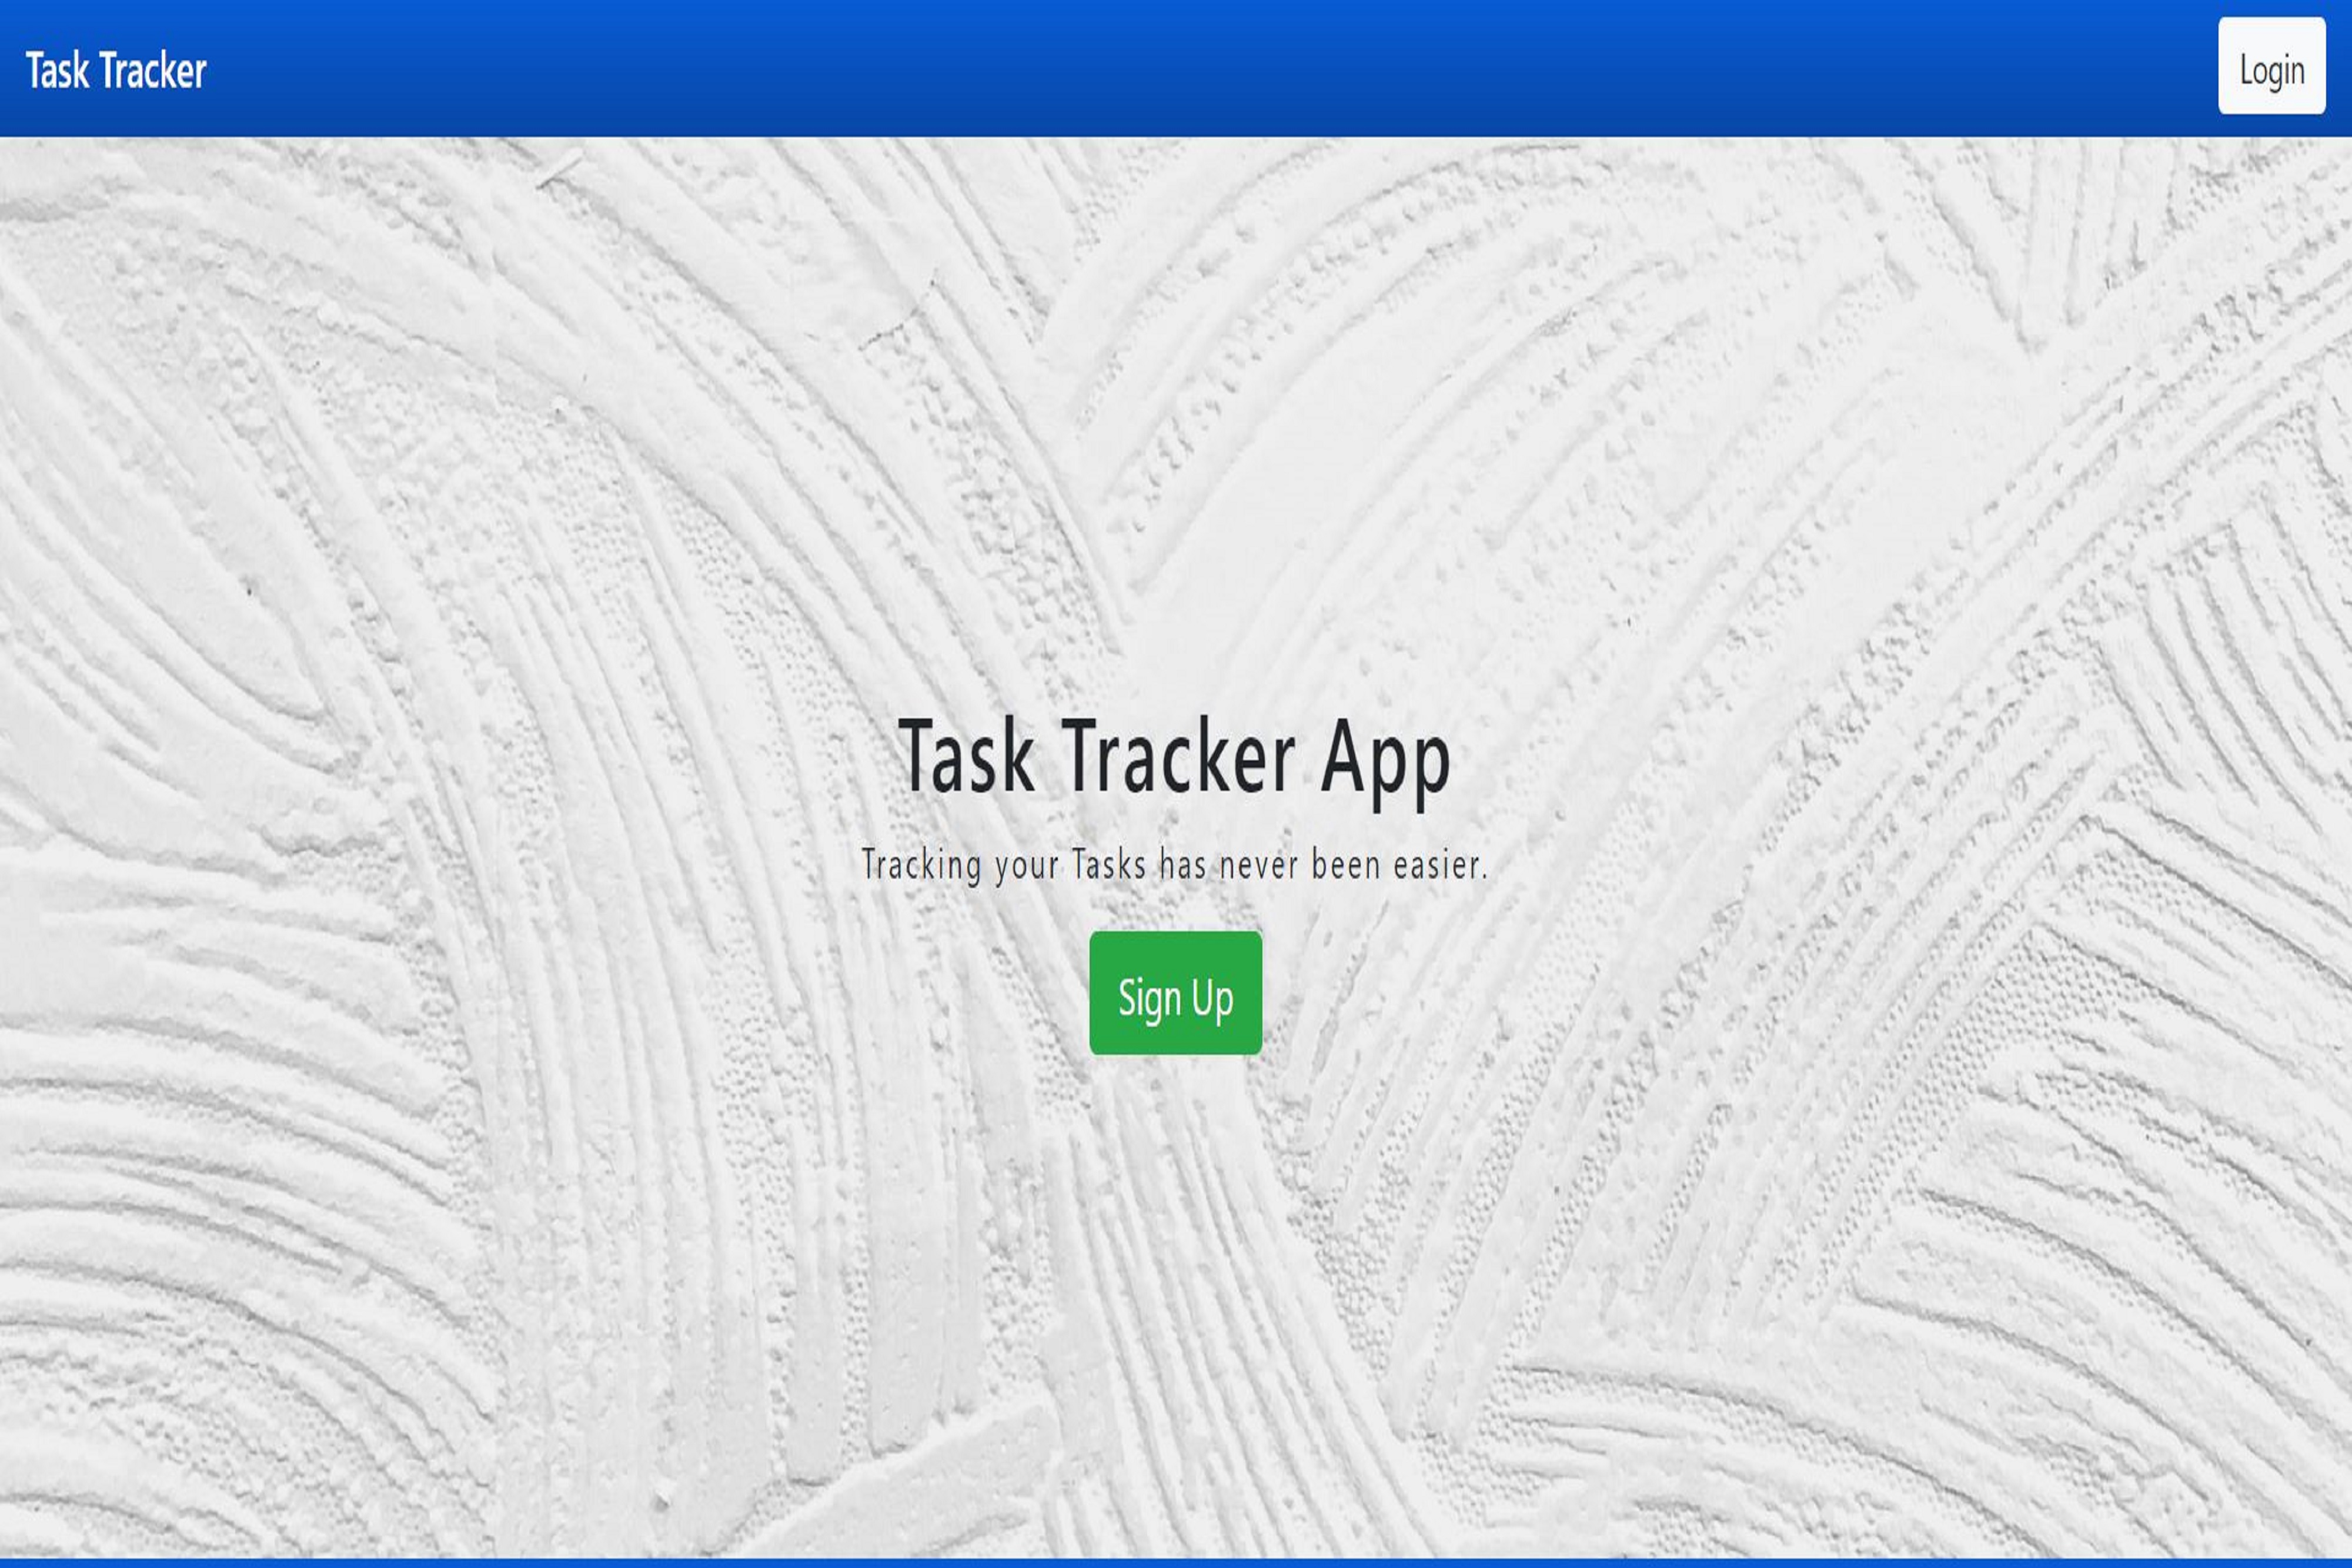 Task Tracker
Login
Task Tracker App
Tracking your Tasks has never been easier.
Sign Up